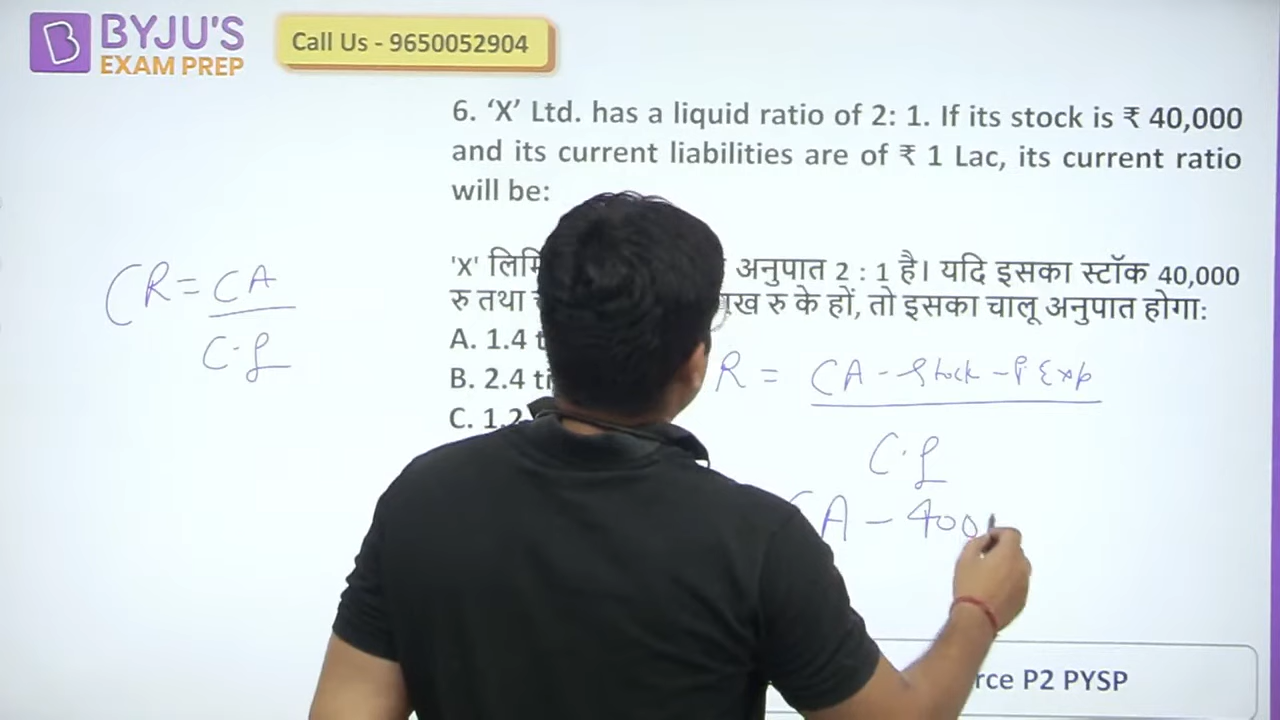 BYJU'S
EXAM PREP
Call Us - 9650052904
6. ‘X’ Ltd. has a liquid ratio of 2: 1. If its stock is ₹ 40,000
and its current liabilities are of ₹ 1 Lac, its current ratio
will be:
'X' अनुपात 2 : 1 है। यदि इसका स्टॉक 40,000
रु तथा रु के हों, तो इसका चालू अनुपात होगा:
A. 1.4
B. 2.4
C. 1.2
CR = CA
C.L
R = CA - Stock - P Exp
C.L
CA - 400
P2 PYSP